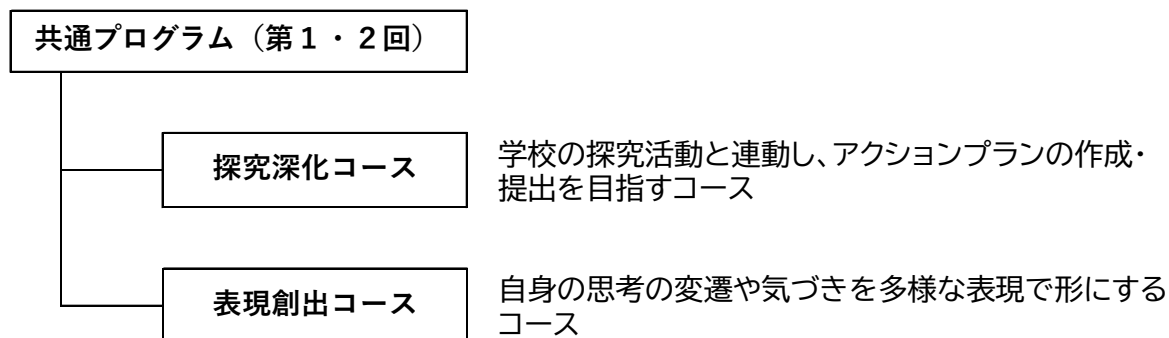 共通プログラム（第１・２回）
探究深化コース
学校の探究活動と連動し、アクションプランの作成・
提出を目指すコース
表現創出コース
自身の思考の変遷や気づきを多様な表現で形にする
コース